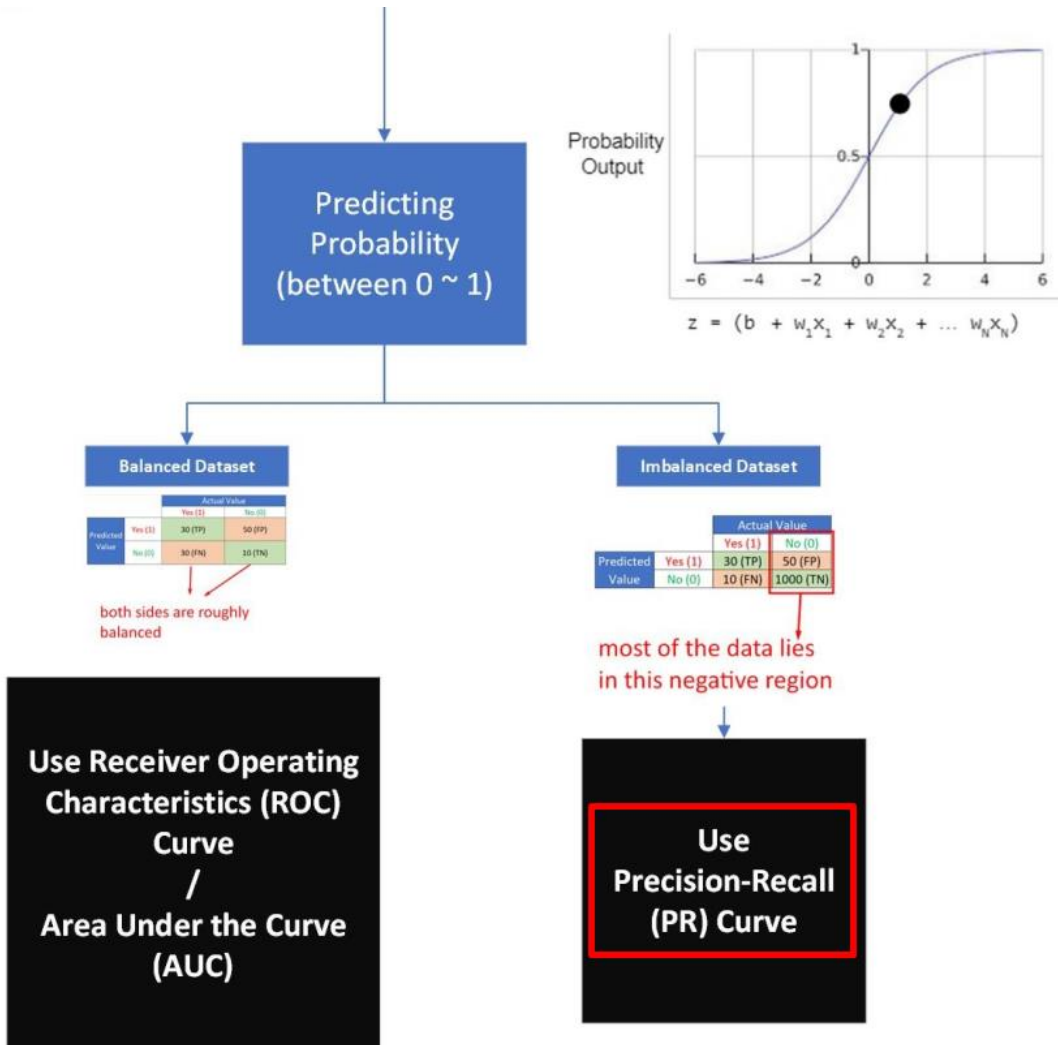 Predicting
Probability
(between 0 ~ 1)
Probability
Output
1
0.5
0
−6
−4
−2
0
2
4
6
z = (b + w₁x₁ + w₂x₂ + … wₙxₙ)
Balanced Dataset
Actual Value
Yes (1) No (0)
Predicted Value
Yes (1) 30 (TP) 50 (FP)
No (0) 30 (FN) 10 (TN)
both sides are roughly
balanced
Imbalanced Dataset
Actual Value
Yes (1) No (0)
Predicted Yes (1) 30 (TP) 50 (FP)
Value No (0) 10 (FN) 1000 (TN)
most of the data lies
in this negative region
Use Receiver Operating
Characteristics (ROC)
Curve
/
Area Under the Curve
(AUC)
Use
Precision-Recall
(PR) Curve